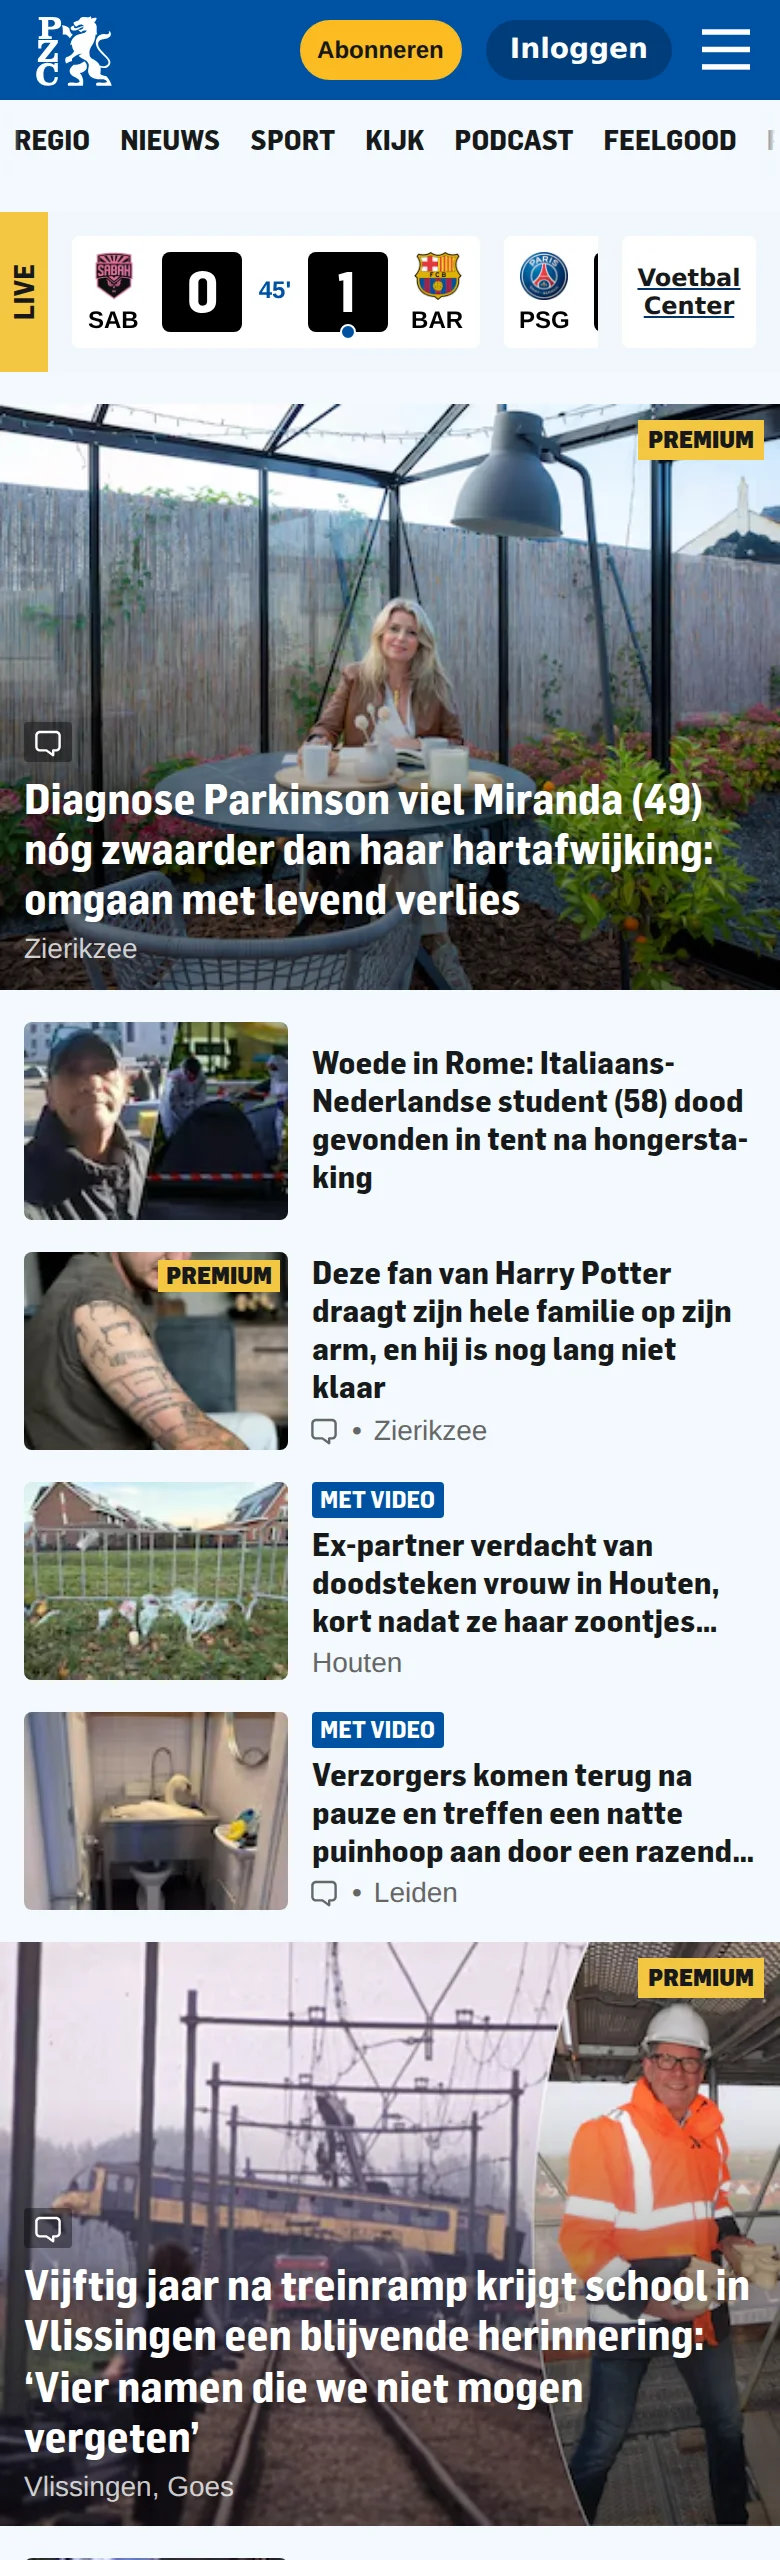 PZC
Abonneren
Inloggen
REGIO NIEUWS SPORT KIJK PODCAST FEELGOOD
LIVE
SABAH
SAB
0
45'
1
FCB
BAR
PARIS
PSG
Voetbal
Center
PREMIUM
Diagnose Parkinson viel Miranda (49)
nóg zwaarder dan haar hartafwijking:
omgaan met levend verlies
Zierikzee
Woede in Rome: Italiaans-
Nederlandse student (58) dood
gevonden in tent na hongersta-
king
PREMIUM
Deze fan van Harry Potter
draagt zijn hele familie op zijn
arm, en hij is nog lang niet
klaar
• Zierikzee
MET VIDEO
Ex-partner verdacht van
doodsteken vrouw in Houten,
kort nadat ze haar zoontjes...
Houten
MET VIDEO
Verzorgers komen terug na
pauze en treffen een natte
puinhoop aan door een razend...
• Leiden
PREMIUM
Vijftig jaar na treinramp krijgt school in
Vlissingen een blijvende herinnering:
‘Vier namen die we niet mogen
vergeten’
Vlissingen, Goes